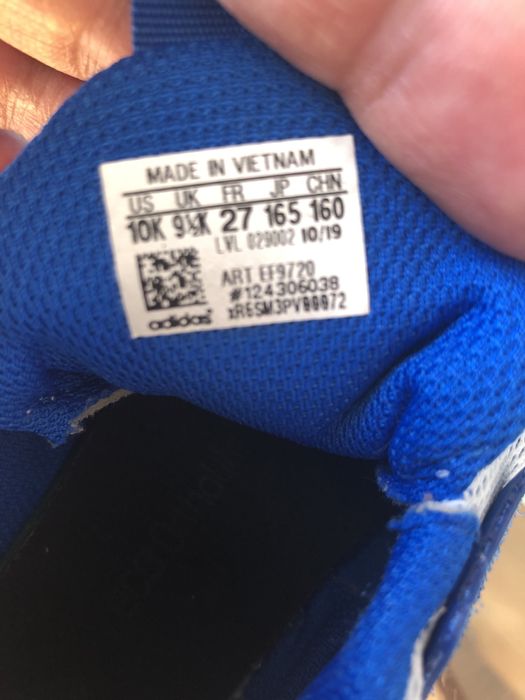 MADE IN VIETNAM
US UK FR JP CHN
10K 9½K 27 165 160
LVL 029002 10/19
ART EF9720
#124306038
adidas